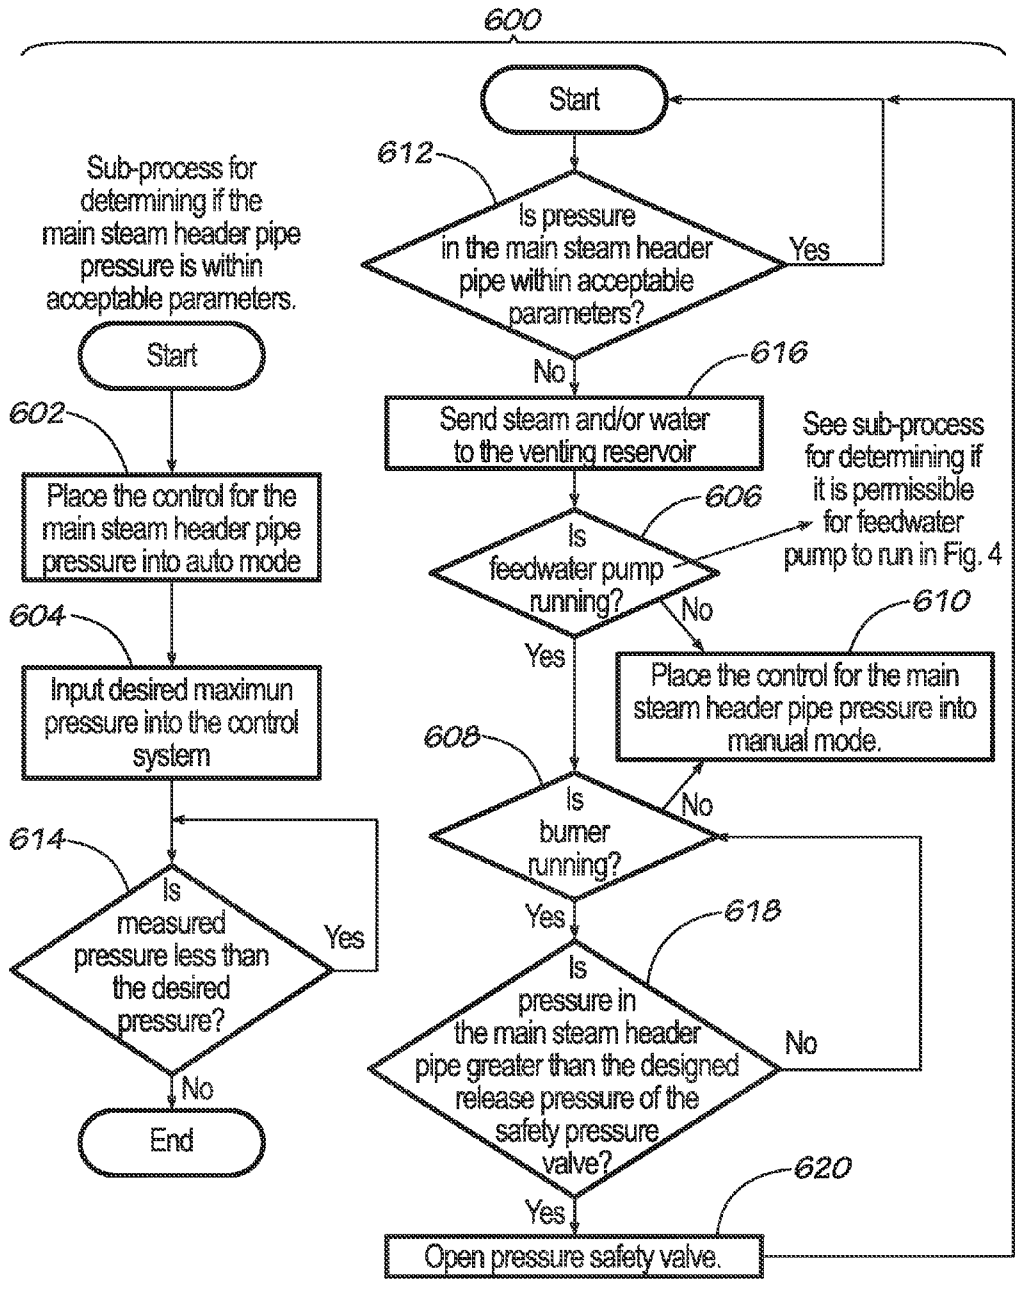 600
Sub-process for
determining if the
main steam header pipe
pressure is within
acceptable parameters.
Start
602
Place the control for the
main steam header pipe
pressure into auto mode
604
Input desired maximun
pressure into the control
system
614
Is
measured
pressure less than
the desired
pressure?
Yes
No
End
Start
612
Is pressure
in the main steam header
pipe within acceptable
parameters?
Yes
No
616
Send steam and/or water
to the venting reservoir
606
Is
feedwater pump
running?
See sub-process
for determining if
it is permissible
for feedwater
pump to run in Fig. 4
No
Yes
610
Place the control for the main
steam header pipe pressure into
manual mode.
608
Is
burner
running?
No
Yes
618
Is
pressure in
the main steam header
pipe greater than the designed
release pressure of the
safety pressure
valve?
No
Yes
620
Open pressure safety valve.